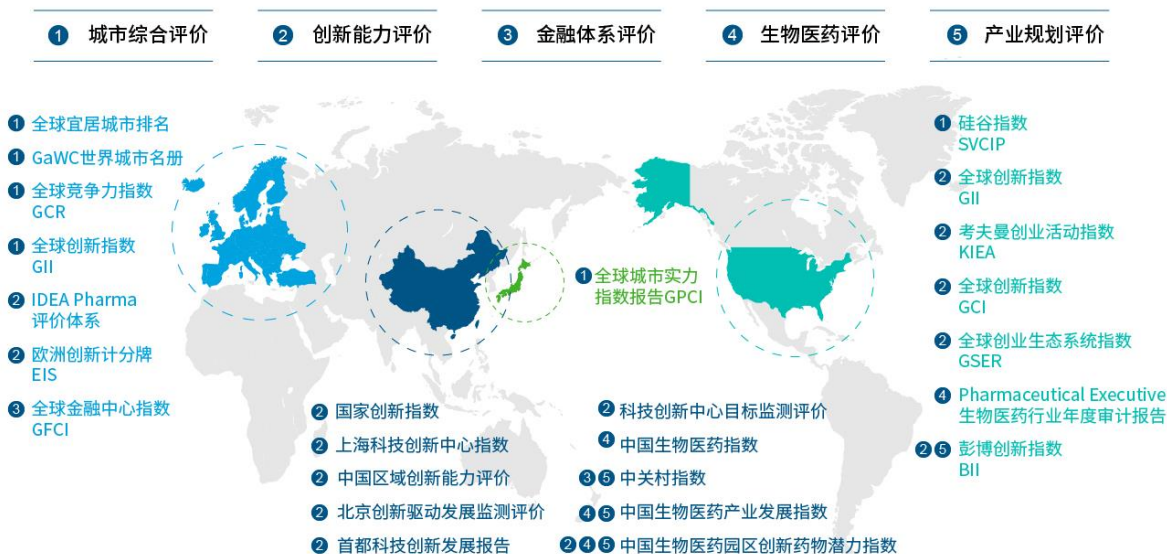 1 城市综合评价
2 创新能力评价
3 金融体系评价
4 生物医药评价
5 产业规划评价
1 全球宜居城市排名
1 GaWC世界城市名册
1 全球竞争力指数
GCR
1 全球创新指数
GII
2 IDEA Pharma
评价体系
2 欧洲创新计分牌
EIS
3 全球金融中心指数
GFCI
2 国家创新指数
2 上海科技创新中心指数
2 中国区域创新能力评价
2 北京创新驱动发展监测评价
2 首都科技创新发展报告
2 科技创新中心目标监测评价
4 中国生物医药指数
3 5 中关村指数
4 5 中国生物医药产业发展指数
2 4 5 中国生物医药园区创新药物潜力指数
1 全球城市实力
指数报告GPCI
1 硅谷指数
SVCIP
2 全球创新指数
GII
2 考夫曼创业活动指数
KIEA
2 全球创新指数
GCI
2 全球创业生态系统指数
GSER
4 Pharmaceutical Executive
生物医药行业年度审计报告
2 5 彭博创新指数
BII